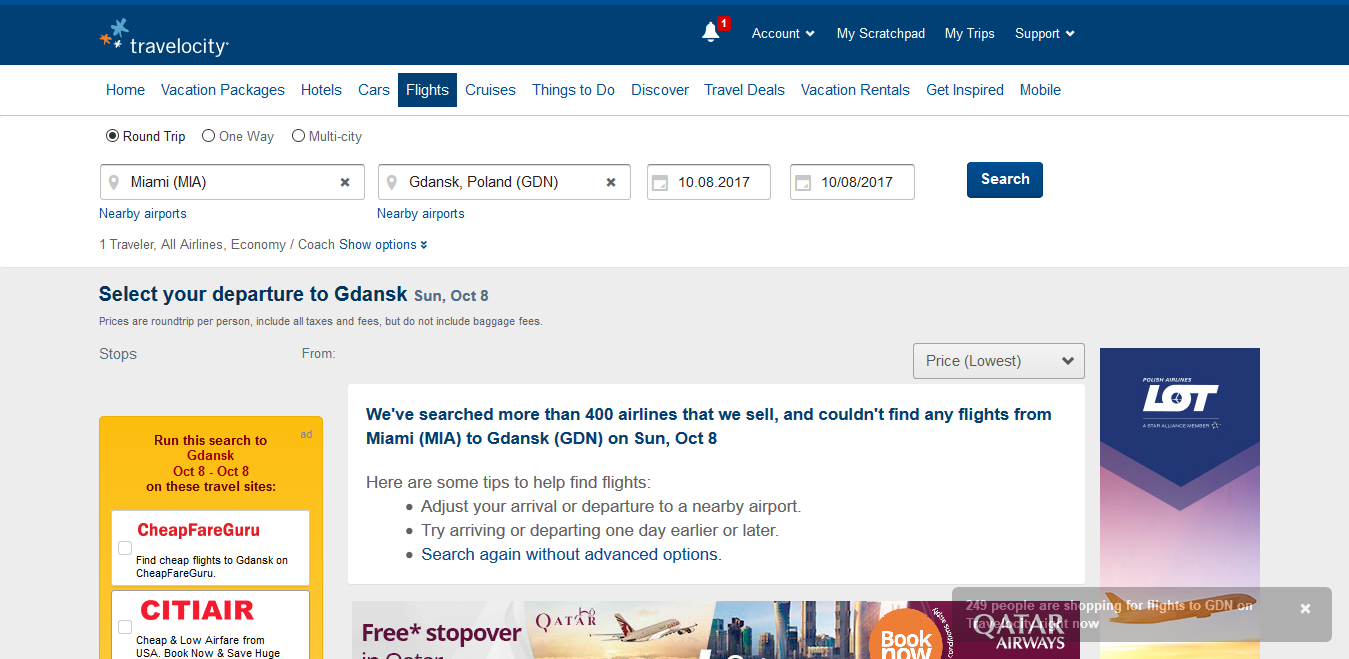 travelocity
1
Account
My Scratchpad
My Trips
Support
Home
Vacation Packages
Hotels
Cars
Flights
Cruises
Things to Do
Discover
Travel Deals
Vacation Rentals
Get Inspired
Mobile
Round Trip
One Way
Multi-city
Miami (MIA)
Gdansk, Poland (GDN)
10.08.2017
10/08/2017
Search
Nearby airports
Nearby airports
1 Traveler, All Airlines, Economy / Coach Show options
Select your departure to Gdansk Sun, Oct 8
Prices are roundtrip per person, include all taxes and fees, but do not include baggage fees.
Stops
From:
Price (Lowest)
ad
Run this search to
Gdansk
Oct 8 - Oct 8
on these travel sites:
CheapFareGuru
Find cheap flights to Gdansk on
CheapFareGuru.
CITIAIR
Cheap & Low Airfare from
USA. Book Now & Save Huge
We've searched more than 400 airlines that we sell, and couldn't find any flights from
Miami (MIA) to Gdansk (GDN) on Sun, Oct 8
Here are some tips to help find flights:
Adjust your arrival or departure to a nearby airport.
Try arriving or departing one day earlier or later.
Search again without advanced options.
POLISH AIRLINES
LOT
A STAR ALLIANCE MEMBER
Free* stopover
in Qatar
QATAR
Book
now
QATAR
AIRWAYS
249 people are shopping for flights to GDN on
Travelocity right now